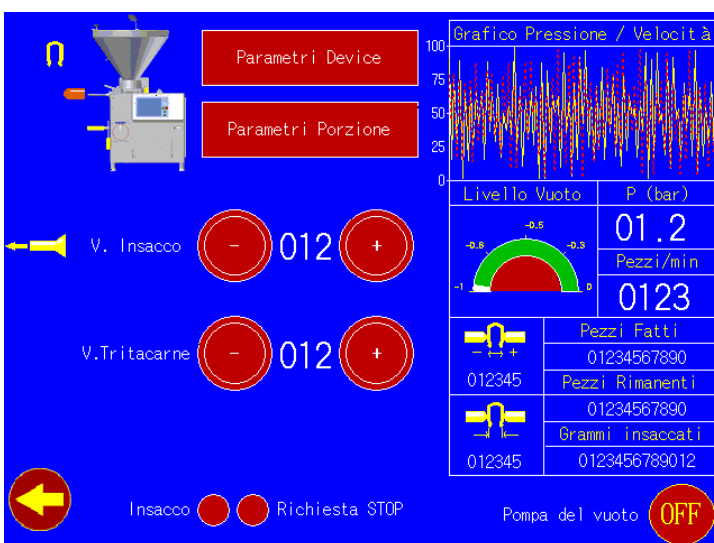 Parametri Device
Parametri Porzione
Grafico Pressione / Velocità
100
75
50
25
0
V. Insacco
-
012
+
V.Tritacarne
-
012
+
Livello Vuoto
-1
-0.8
-0.5
-0.3
0
P (bar)
01.2
Pezzi/min
0123
- +
012345
012345
Pezzi Fatti
01234567890
Pezzi Rimanenti
01234567890
Grammi insaccati
0123456789012
Insacco
Richiesta STOP
Pompa del vuoto
OFF